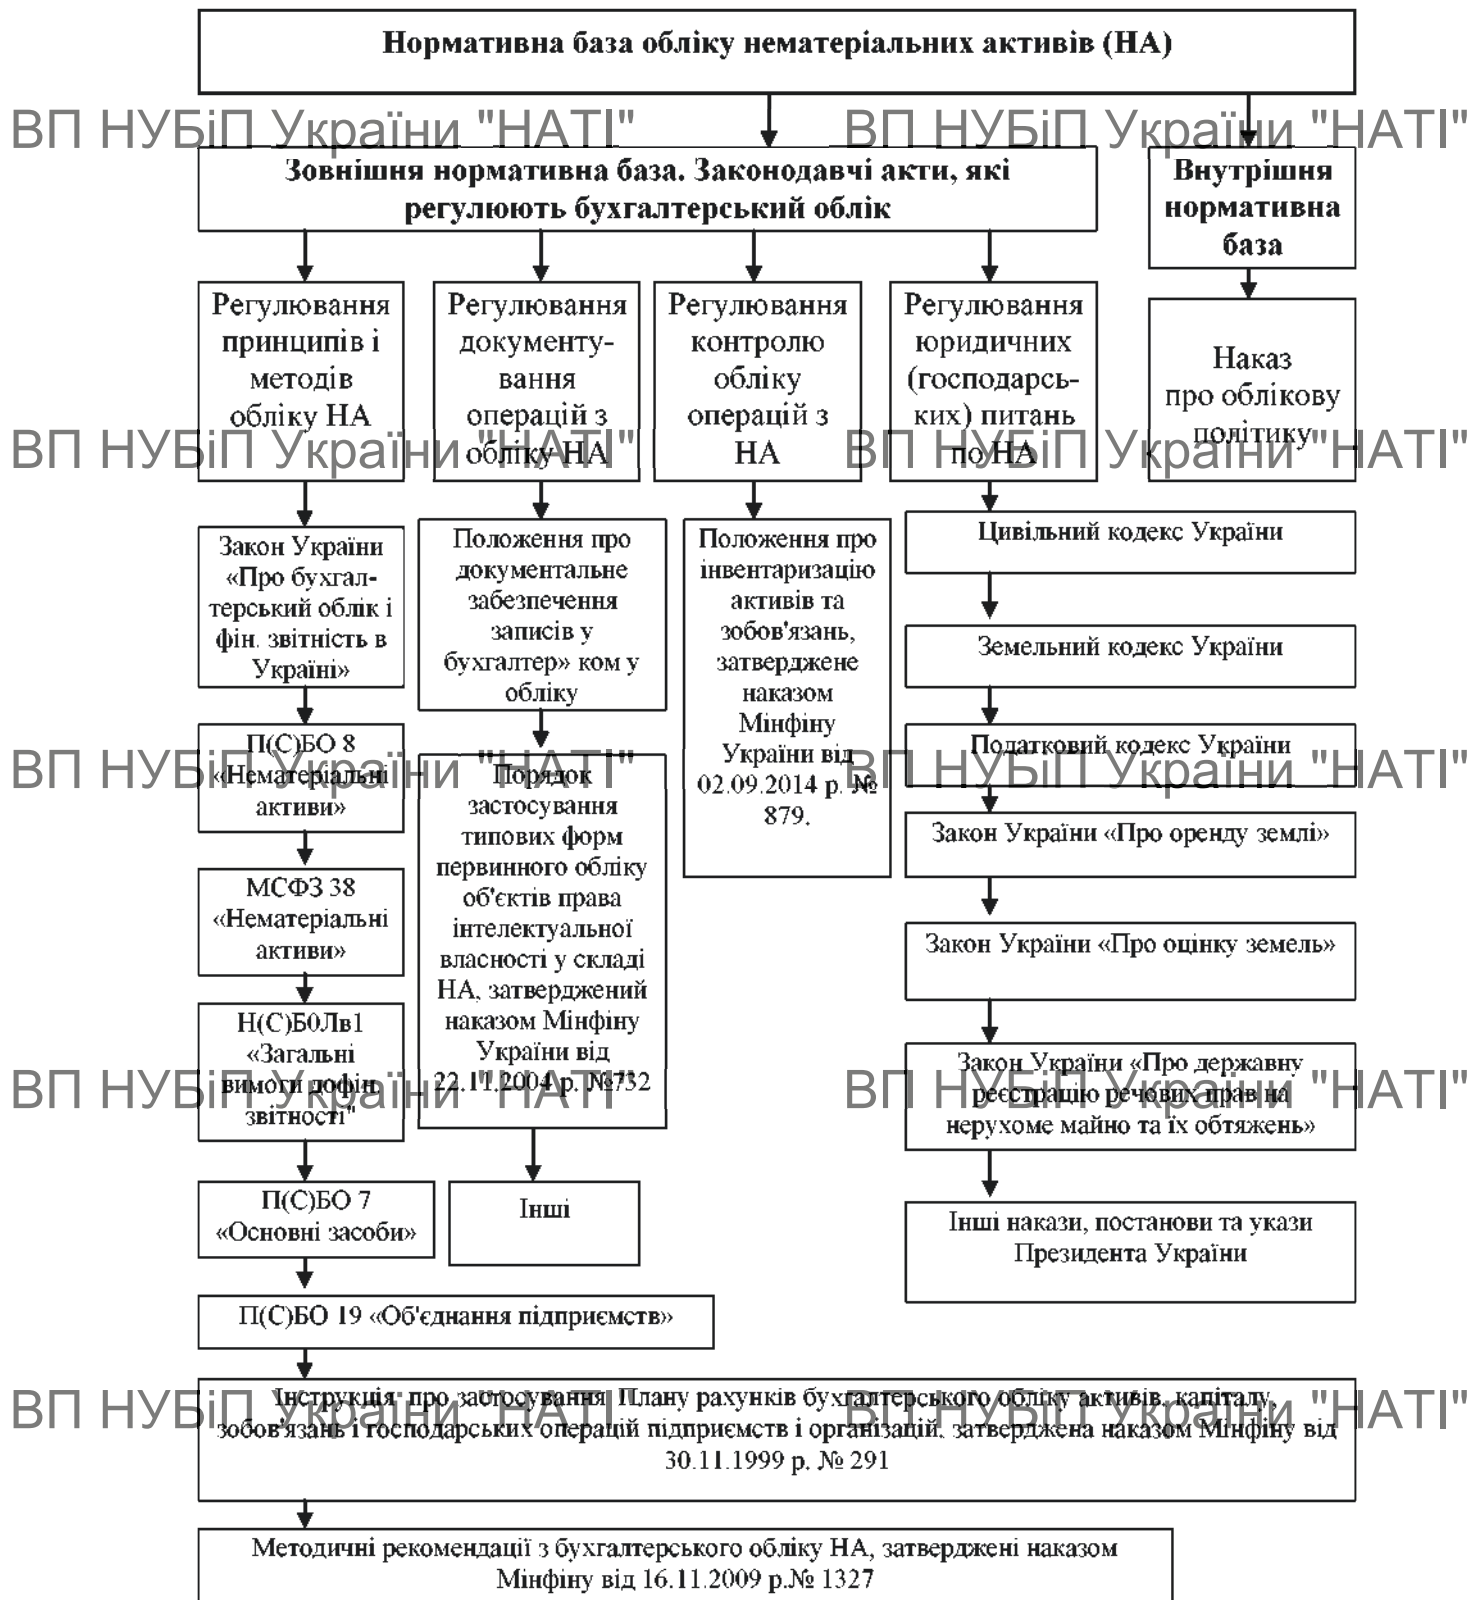 Нормативна база обліку нематеріальних активів (НА)
ВП НУБіП України "НАТІ"
ВП НУБіП України "НАТІ"
Зовнішня нормативна база. Законодавчі акти, які
регулюють бухгалтерський облік
Внутрішня
нормативна
база
Регулювання
принципів і
методів
обліку НА
Регулювання
документу-
вання
операцій з
обліку НА
Регулювання
контролю
обліку
операцій з
НА
Регулювання
юридичних
(господарсь-
ких) питань
по НА
Наказ
про облікову
політику
ВП НУБіП України "НАТІ"
ВП НУБіП України "НАТІ"
Закон України
«Про бухгал-
терський облік і
фін. звітність в
Україні»
П(С)БО 8
«Нематеріальні
активи»
МСФЗ 38
«Нематеріальні
активи»
Н(С)Б0Лв1
«Загальні
вимоги дофін
звітності"
П(С)БО 7
«Основні засоби»
Положення про
документальне
забезпечення
записів у
бухгалтер» ком у
обліку
Порядок
застосування
типових форм
первинного обліку
об'єктів права
інтелектуальної
власності у складі
НА, затверджений
наказом Мінфіну
України від
22.11.2004 р. №732
Інші
Положення про
інвентаризацію
активів та
зобов'язань,
затверджене
наказом
Мінфіну
України від
02.09.2014 р. №
879.
Цивільний кодекс України
Земельний кодекс України
Податковий кодекс України
Закон України «Про оренду землі»
Закон України «Про оцінку земель»
Закон України «Про державну
реєстрацію речових прав на
нерухоме майно та їх обтяжень»
Інші накази, постанови та укази
Президента України
ВП НУБіП України "НАТІ"
ВП НУБіП України "НАТІ"
ВП НУБіП України "НАТІ"
ВП НУБіП України "НАТІ"
П(С)БО 19 «Об'єднання підприємств»
Інструкція про застосування Плану рахунків бухгалтерського обліку активів, капіталу,
зобов'язань і господарських операцій підприємств і організацій, затверджена наказом Мінфіну від
30.11.1999 р. № 291
ВП НУБіП України "НАТІ"
ВП НУБіП України "НАТІ"
Методичні рекомендації з бухгалтерського обліку НА, затверджені наказом
Мінфіну від 16.11.2009 р.№ 1327